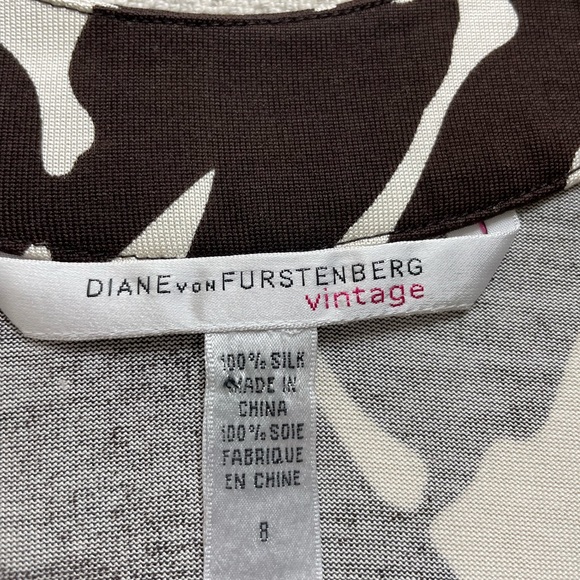 DIANE von FURSTENBERG
vintage
100% SILK
MADE IN
CHINA
100% SOIE
FABRIQUE
EN CHINE
8